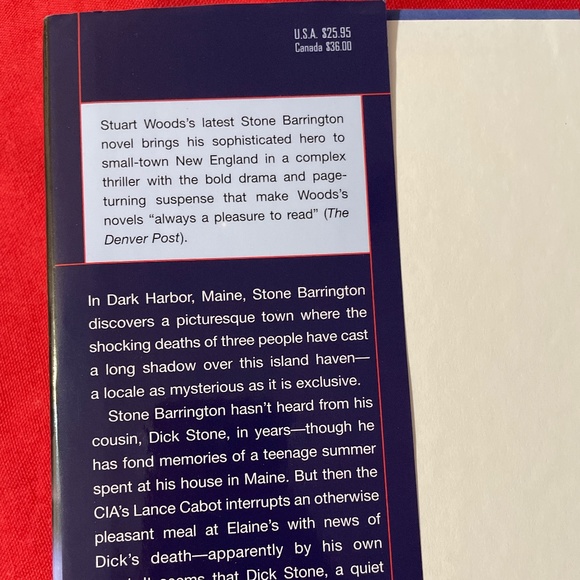 U.S.A. $25.95
Canada $36.00
Stuart Woods's latest Stone Barrington
novel brings his sophisticated hero to
small-town New England in a complex
thriller with the bold drama and page-
turning suspense that make Woods's
novels “always a pleasure to read” (The
Denver Post).
In Dark Harbor, Maine, Stone Barrington
discovers a picturesque town where the
shocking deaths of three people have cast
a long shadow over this island haven—
a locale as mysterious as it is exclusive.
Stone Barrington hasn't heard from his
cousin, Dick Stone, in years—though he
has fond memories of a teenage summer
spent at his house in Maine. But then the
CIA's Lance Cabot interrupts an otherwise
pleasant meal at Elaine's with news of
Dick's death—apparently by his own
seems that Dick Stone, a quiet